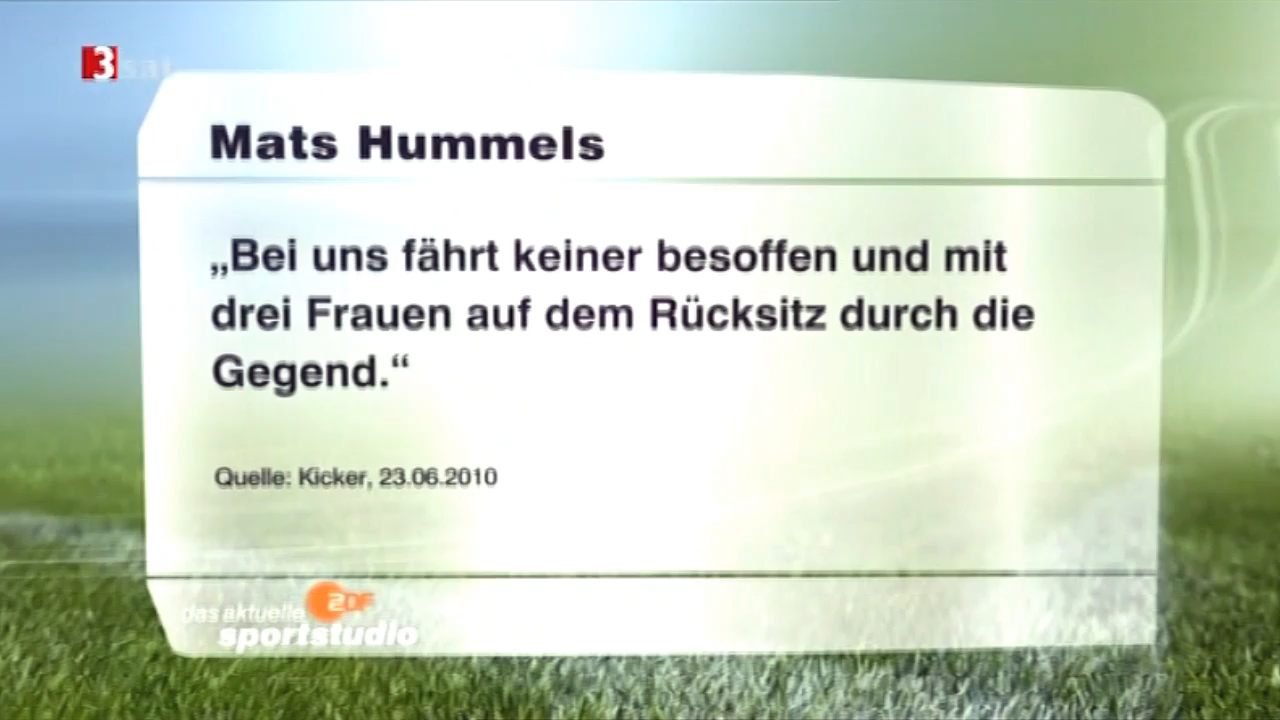 3sat
Mats Hummels
„Bei uns fährt keiner besoffen und mit
drei Frauen auf dem Rücksitz durch die
Gegend.“
Quelle: Kicker, 23.06.2010
das aktuelle ZDF
sportstudio